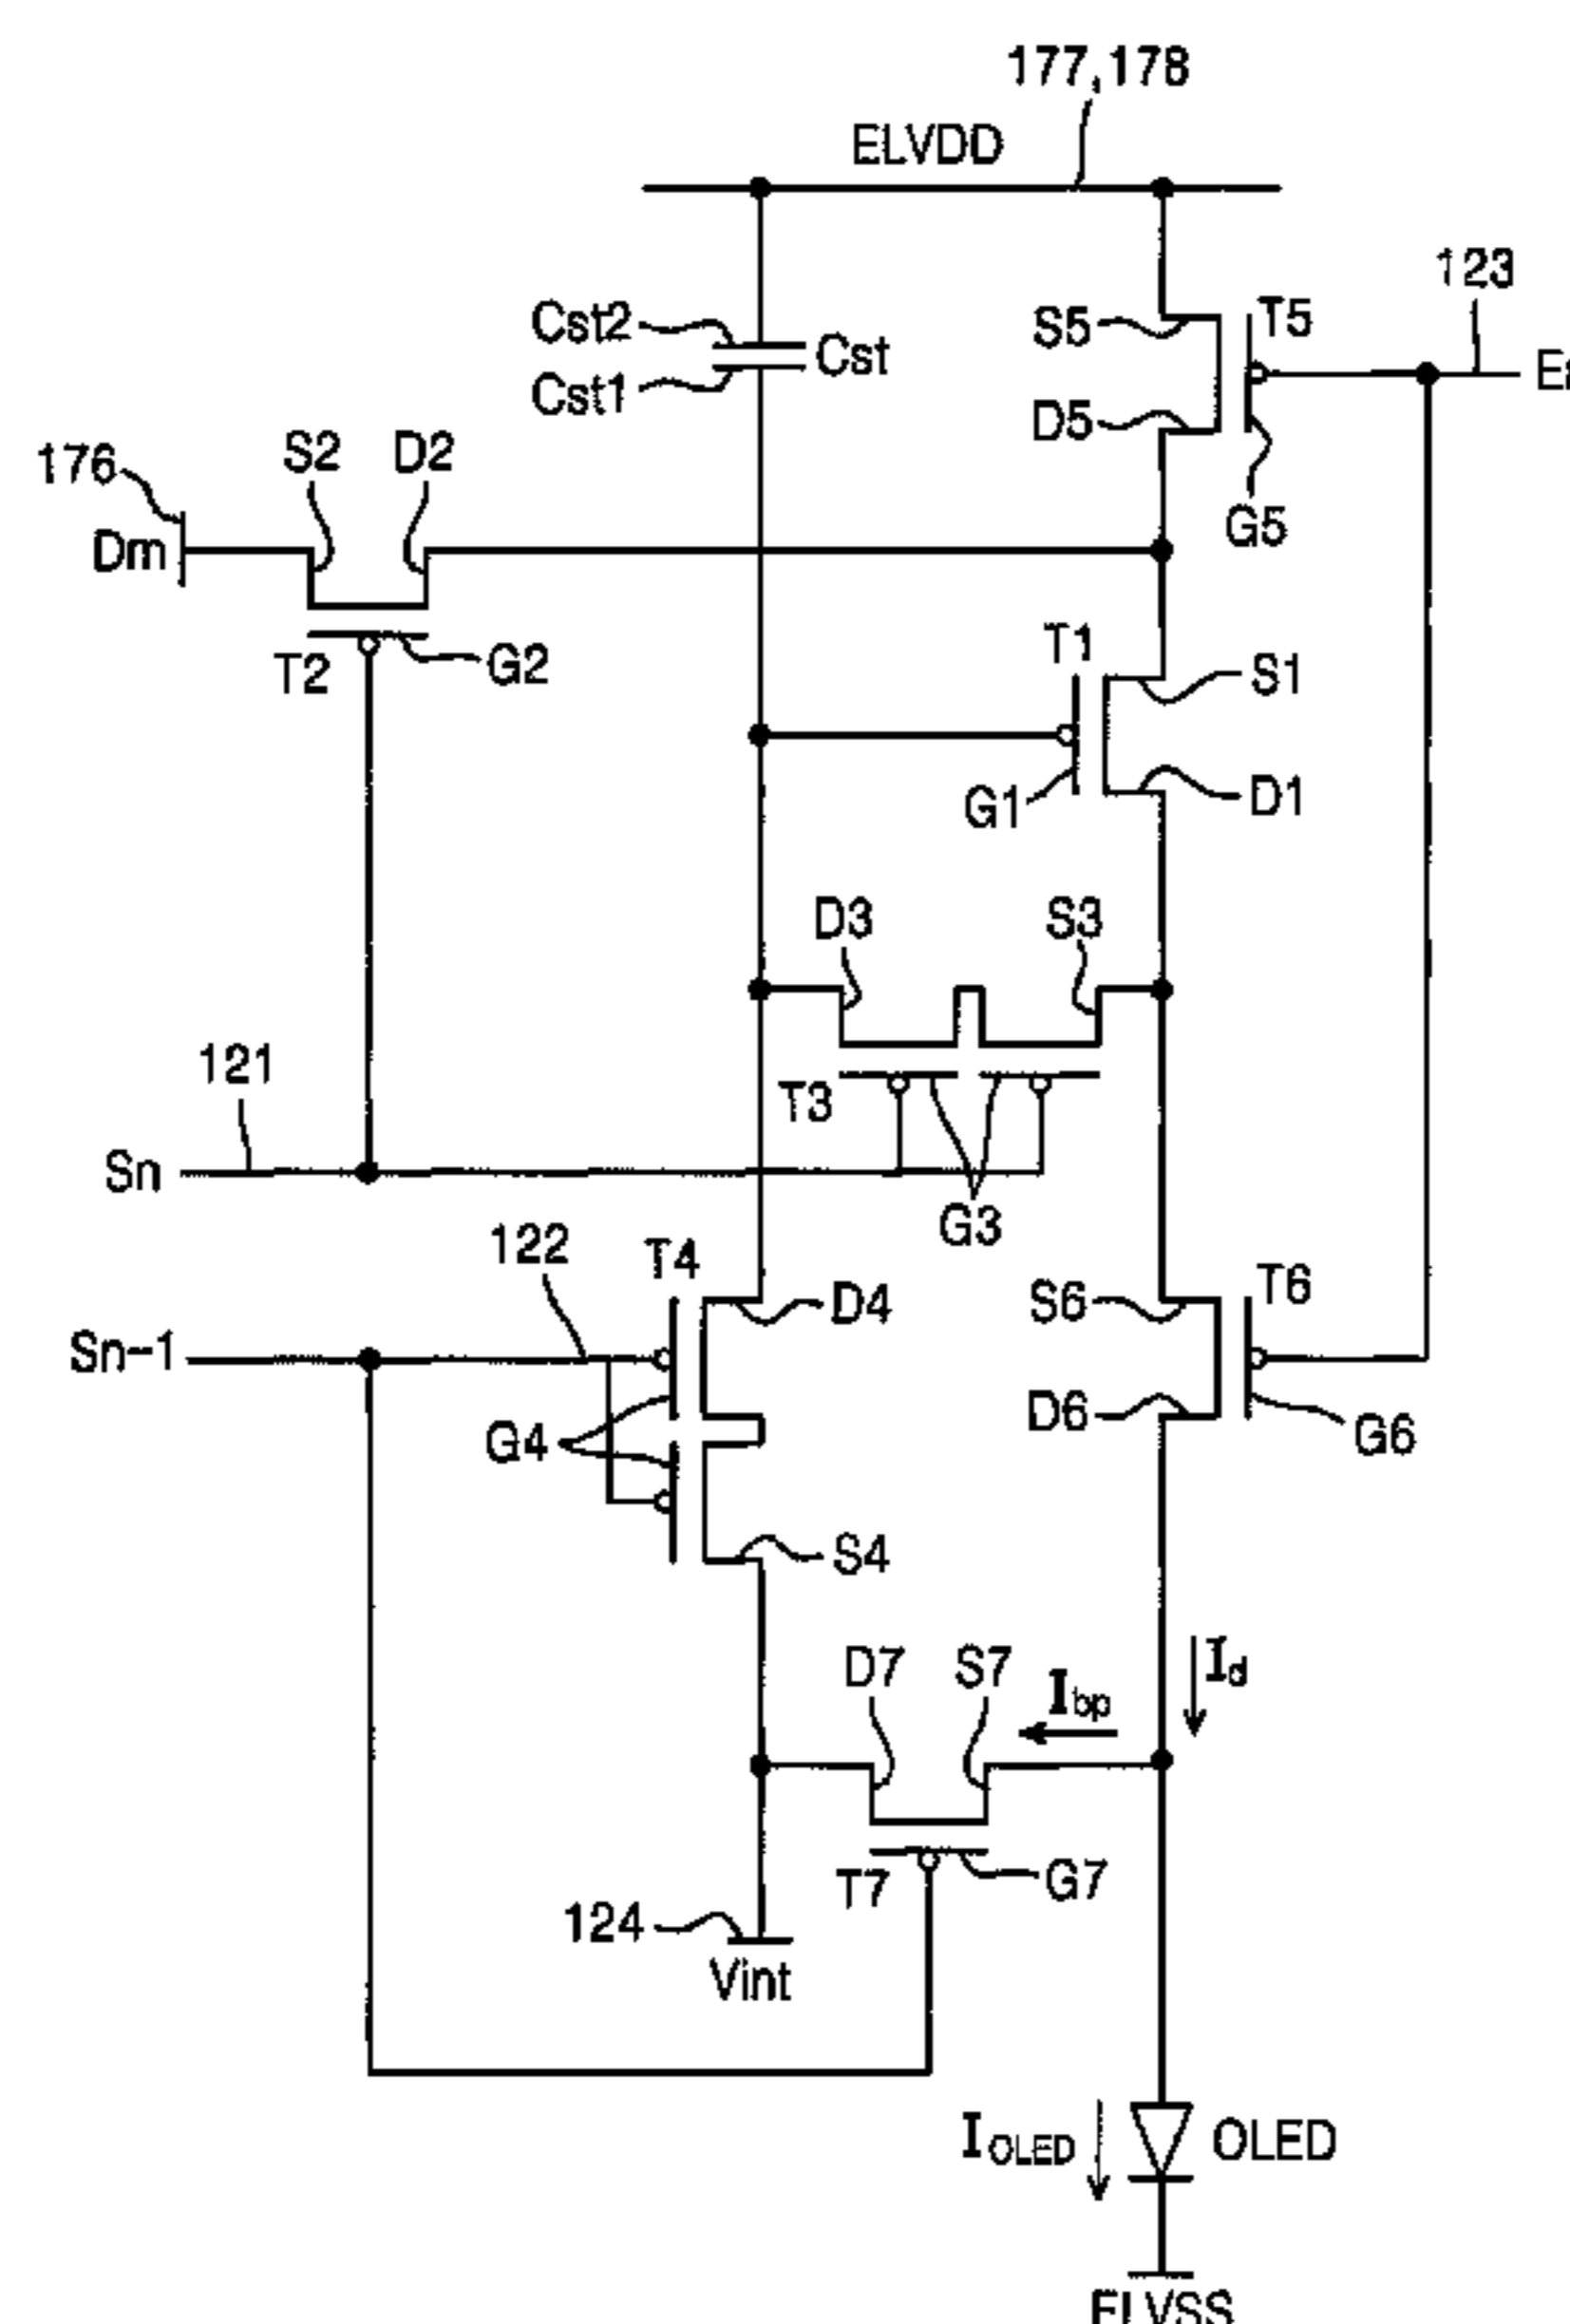 177,178
ELVDD
123
Cst2
S5
T5
Cst
Cst1
D5
176
S2
D2
G5
Dm
T2
G2
T1
S1
G1
D1
D3
S3
121
T3
Sn
G3
122
T4
D4
S6
T6
Sn-1
G4
D6
G6
S4
D7
S7
Ibp
Id
T7
G7
124
Vint
IOLED
OLED
ELVSS